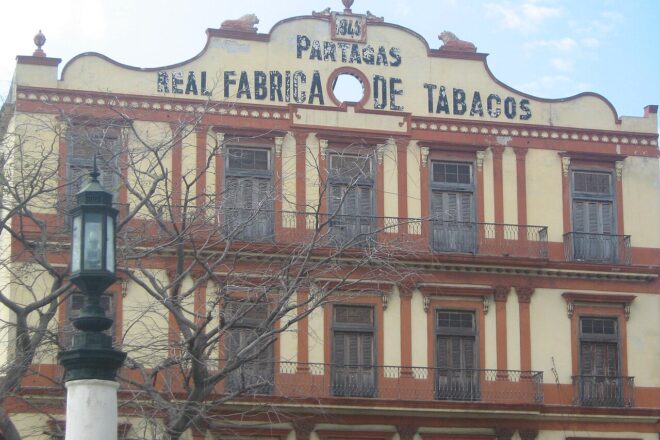 1845
PARTAGAS
REAL FABRICA DE TABACOS